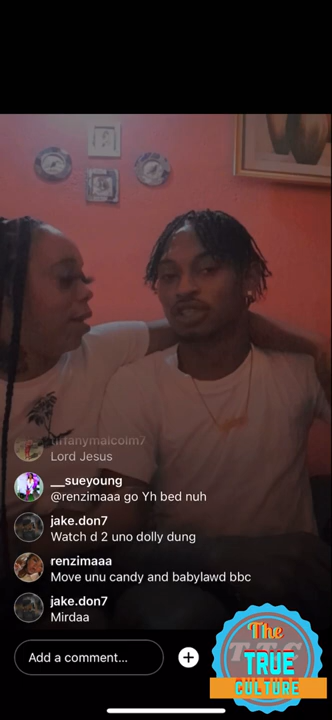 tiffanymalcolm7
Lord Jesus
__sueyoung
@renzimaaa go Yh bed nuh
jake.don7
Watch d 2 uno dolly dung
renzimaaa
Move unu candy and babylawd bbc
jake.don7
Mirdaa
Add a comment...
The
TRUE
CULTURE